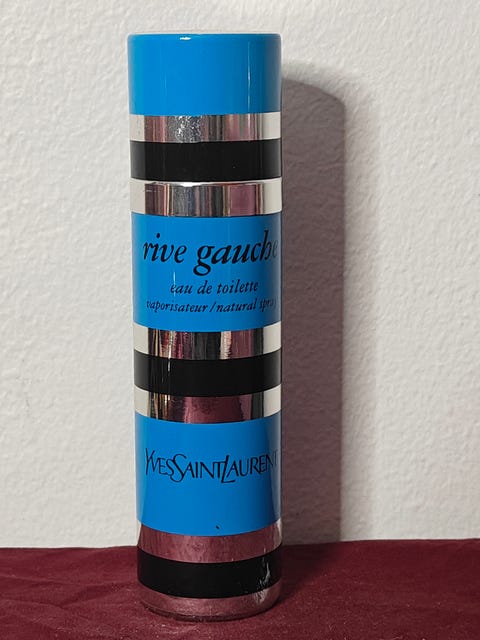 rive gauche
eau de toilette
vaporisateur/natural spray
YVESSAINTLAURENT